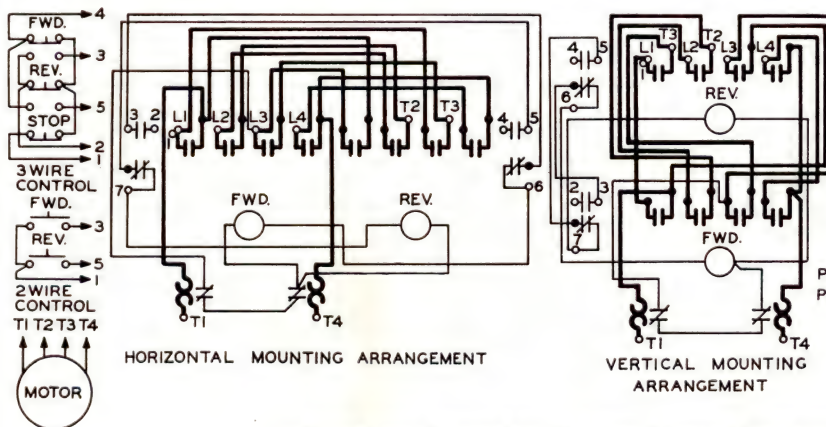 FWD.
4
3
REV.
5
STOP
2
1
3 WIRE
CONTROL
FWD.
3
REV.
5
1
2 WIRE
CONTROL
T1 T2 T3 T4
MOTOR
3 2 L1 L2 L3 L4 T2 T3 4 5
1
7 6
FWD. REV.
T1 T4
HORIZONTAL MOUNTING ARRANGEMENT
L1 T3 L2 T2 L3 L4
4 5
1
6
REV.
2 3
7
FWD.
P
P
T1 T4
VERTICAL MOUNTING
ARRANGEMENT